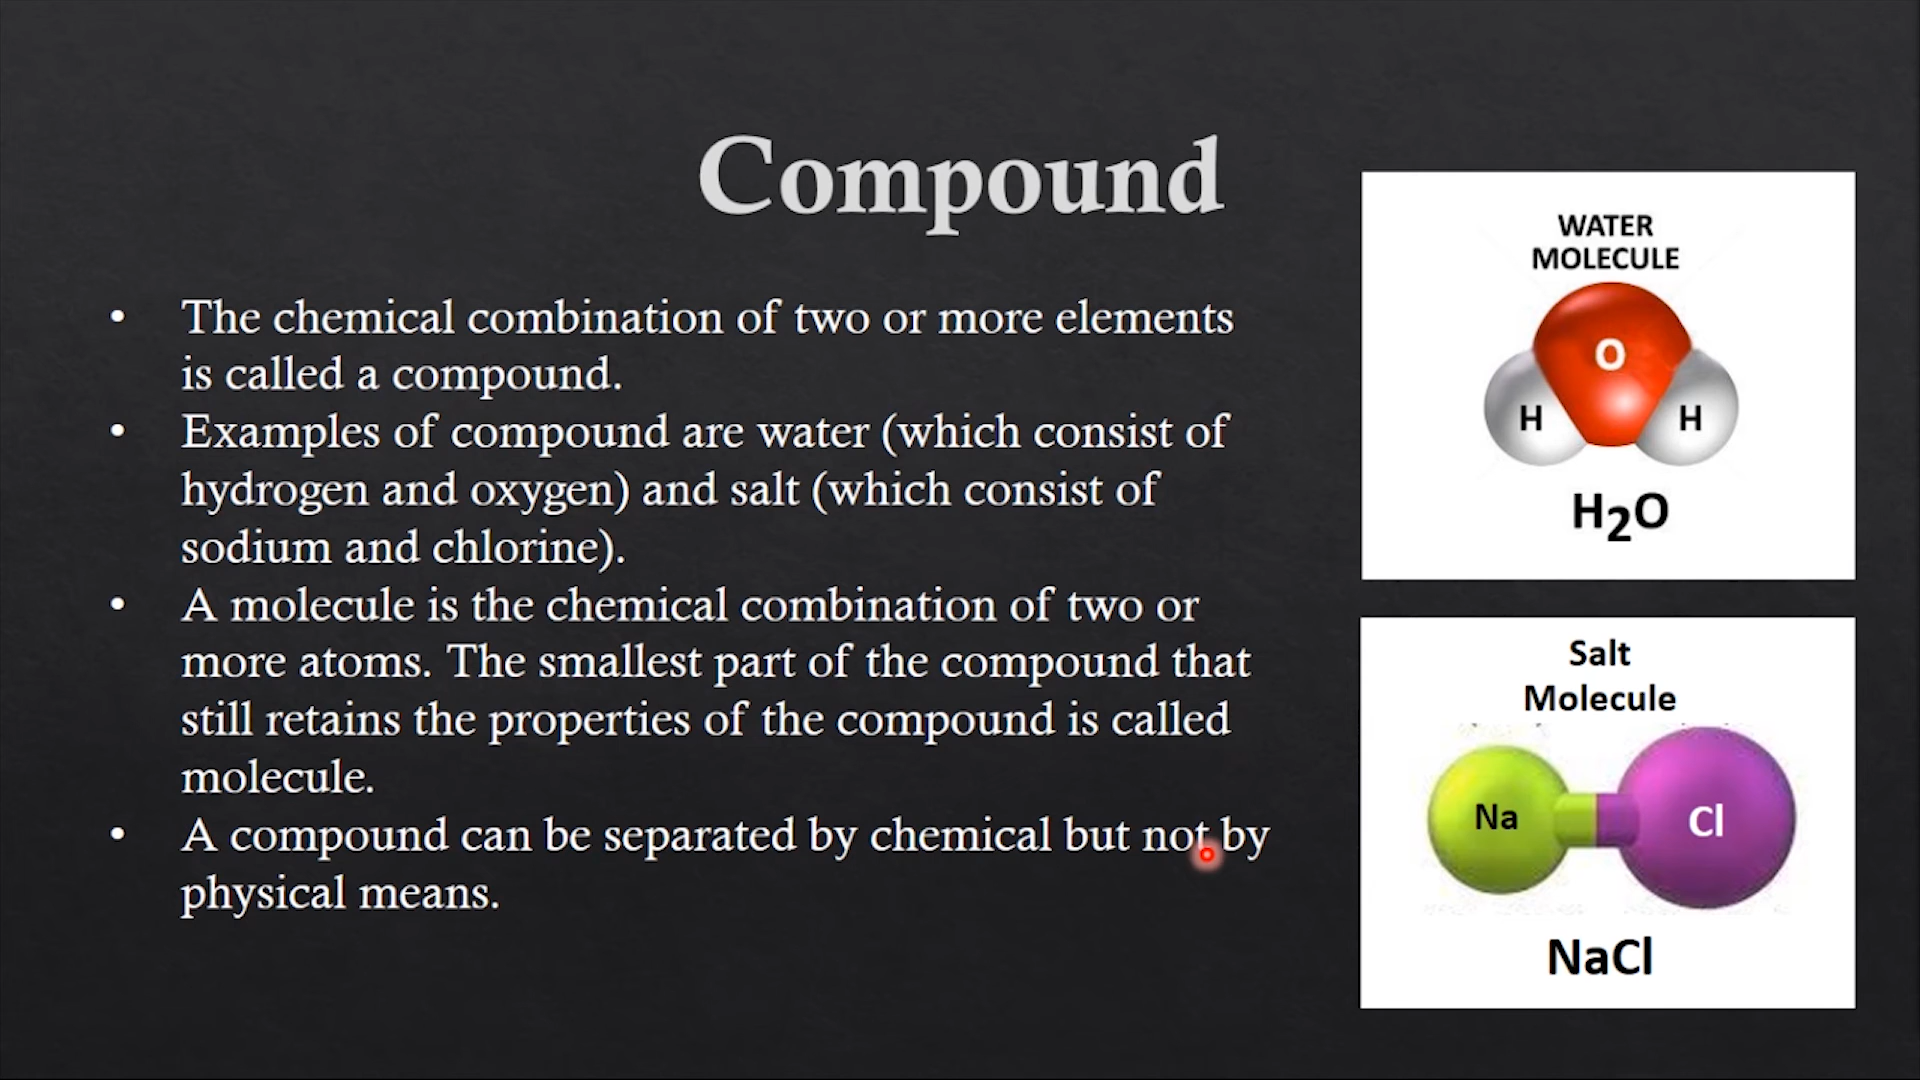 Compound
• The chemical combination of two or more elements
is called a compound.
• Examples of compound are water (which consist of
hydrogen and oxygen) and salt (which consist of
sodium and chlorine).
• A molecule is the chemical combination of two or
more atoms. The smallest part of the compound that
still retains the properties of the compound is called
molecule.
• A compound can be separated by chemical but not by
physical means.
WATER
MOLECULE
O
H H
H2O
Salt
Molecule
Na Cl
NaCl